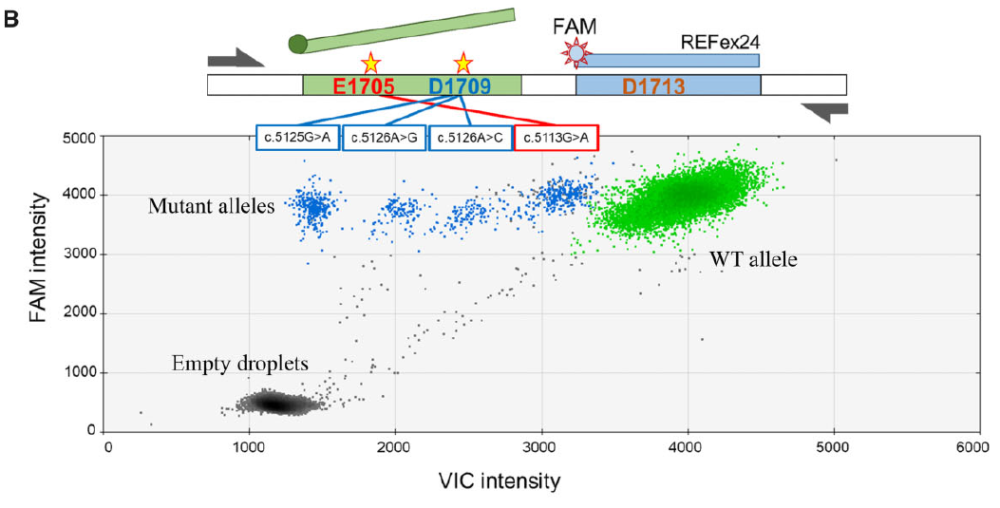 B
FAM
REFex24
E1705
D1709
D1713
c.5125G>A
c.5126A>G
c.5126A>C
c.5113G>A
5000
4000
3000
2000
1000
0
FAM intensity
Mutant alleles
WT allele
Empty droplets
0
1000
2000
3000
4000
5000
6000
VIC intensity